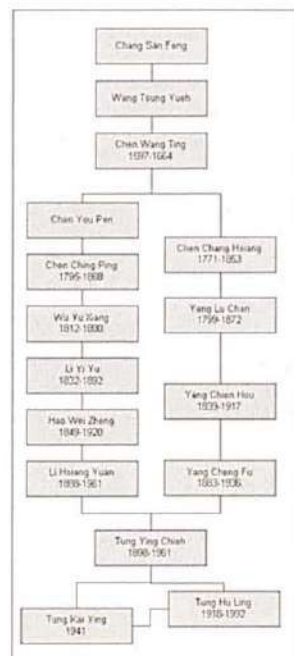 Chang San Feng
Wang Tsung Yueh
Chen Wang Ting
1597-1664
Chen You Pen
Chen Ching Ping
1795-1868
Wu Yu Xiang
1812-1880
Li Yi Yu
1832-1892
Hao Wei Zheng
1849-1920
Li Hsiang Yuan
1898-1961
Chen Chang Hsiang
1771-1853
Yang Lu Chan
1799-1872
Yang Chien Hou
1839-1917
Yang Cheng Fu
1883-1936
Tung Ying Chieh
1898-1961
Tung Kai Ying
1941
Tung Hu Ling
1918-1992